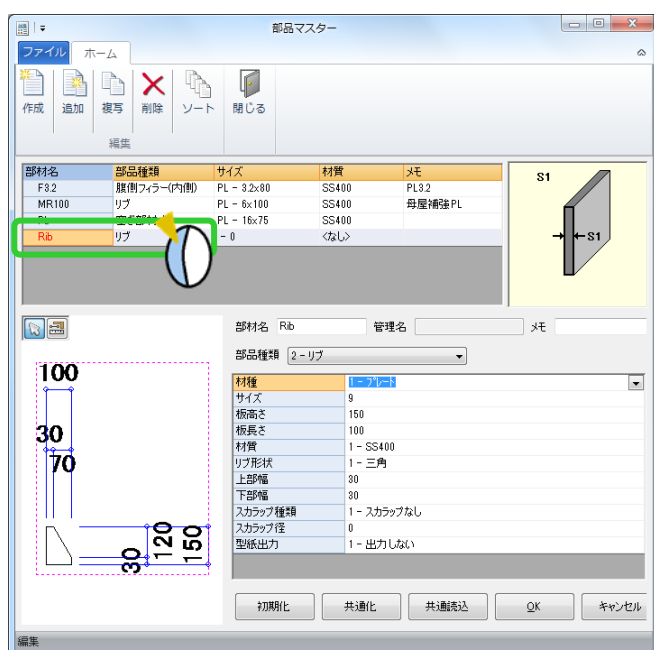 部品マスター
ファイル ホーム
作成 追加 複写 削除 ソート 閉じる
編集
部材名 部品種類 サイズ 材質 メモ
F3.2 腹側フィラー(内側) PL - 3.2x80 SS400 PL3.2
MR100 リブ PL - 6x100 SS400 母屋補強PL
PL - 16x75 SS400
Rib リブ - 0 <なし>
S1
S1
部材名 Rib 管理名 メモ
部品種類 2 - リブ
材種 1 - プレート
サイズ 9
板高さ 150
板長さ 100
材質 1 - SS400
リブ形状 1 - 三角
上部幅 30
下部幅 30
スカラップ種類 1 - スカラップなし
スカラップ径 0
型紙出力 1 - 出力しない
100
30
70
30
120
150
初期化 共通化 共通読込 OK キャンセル
編集